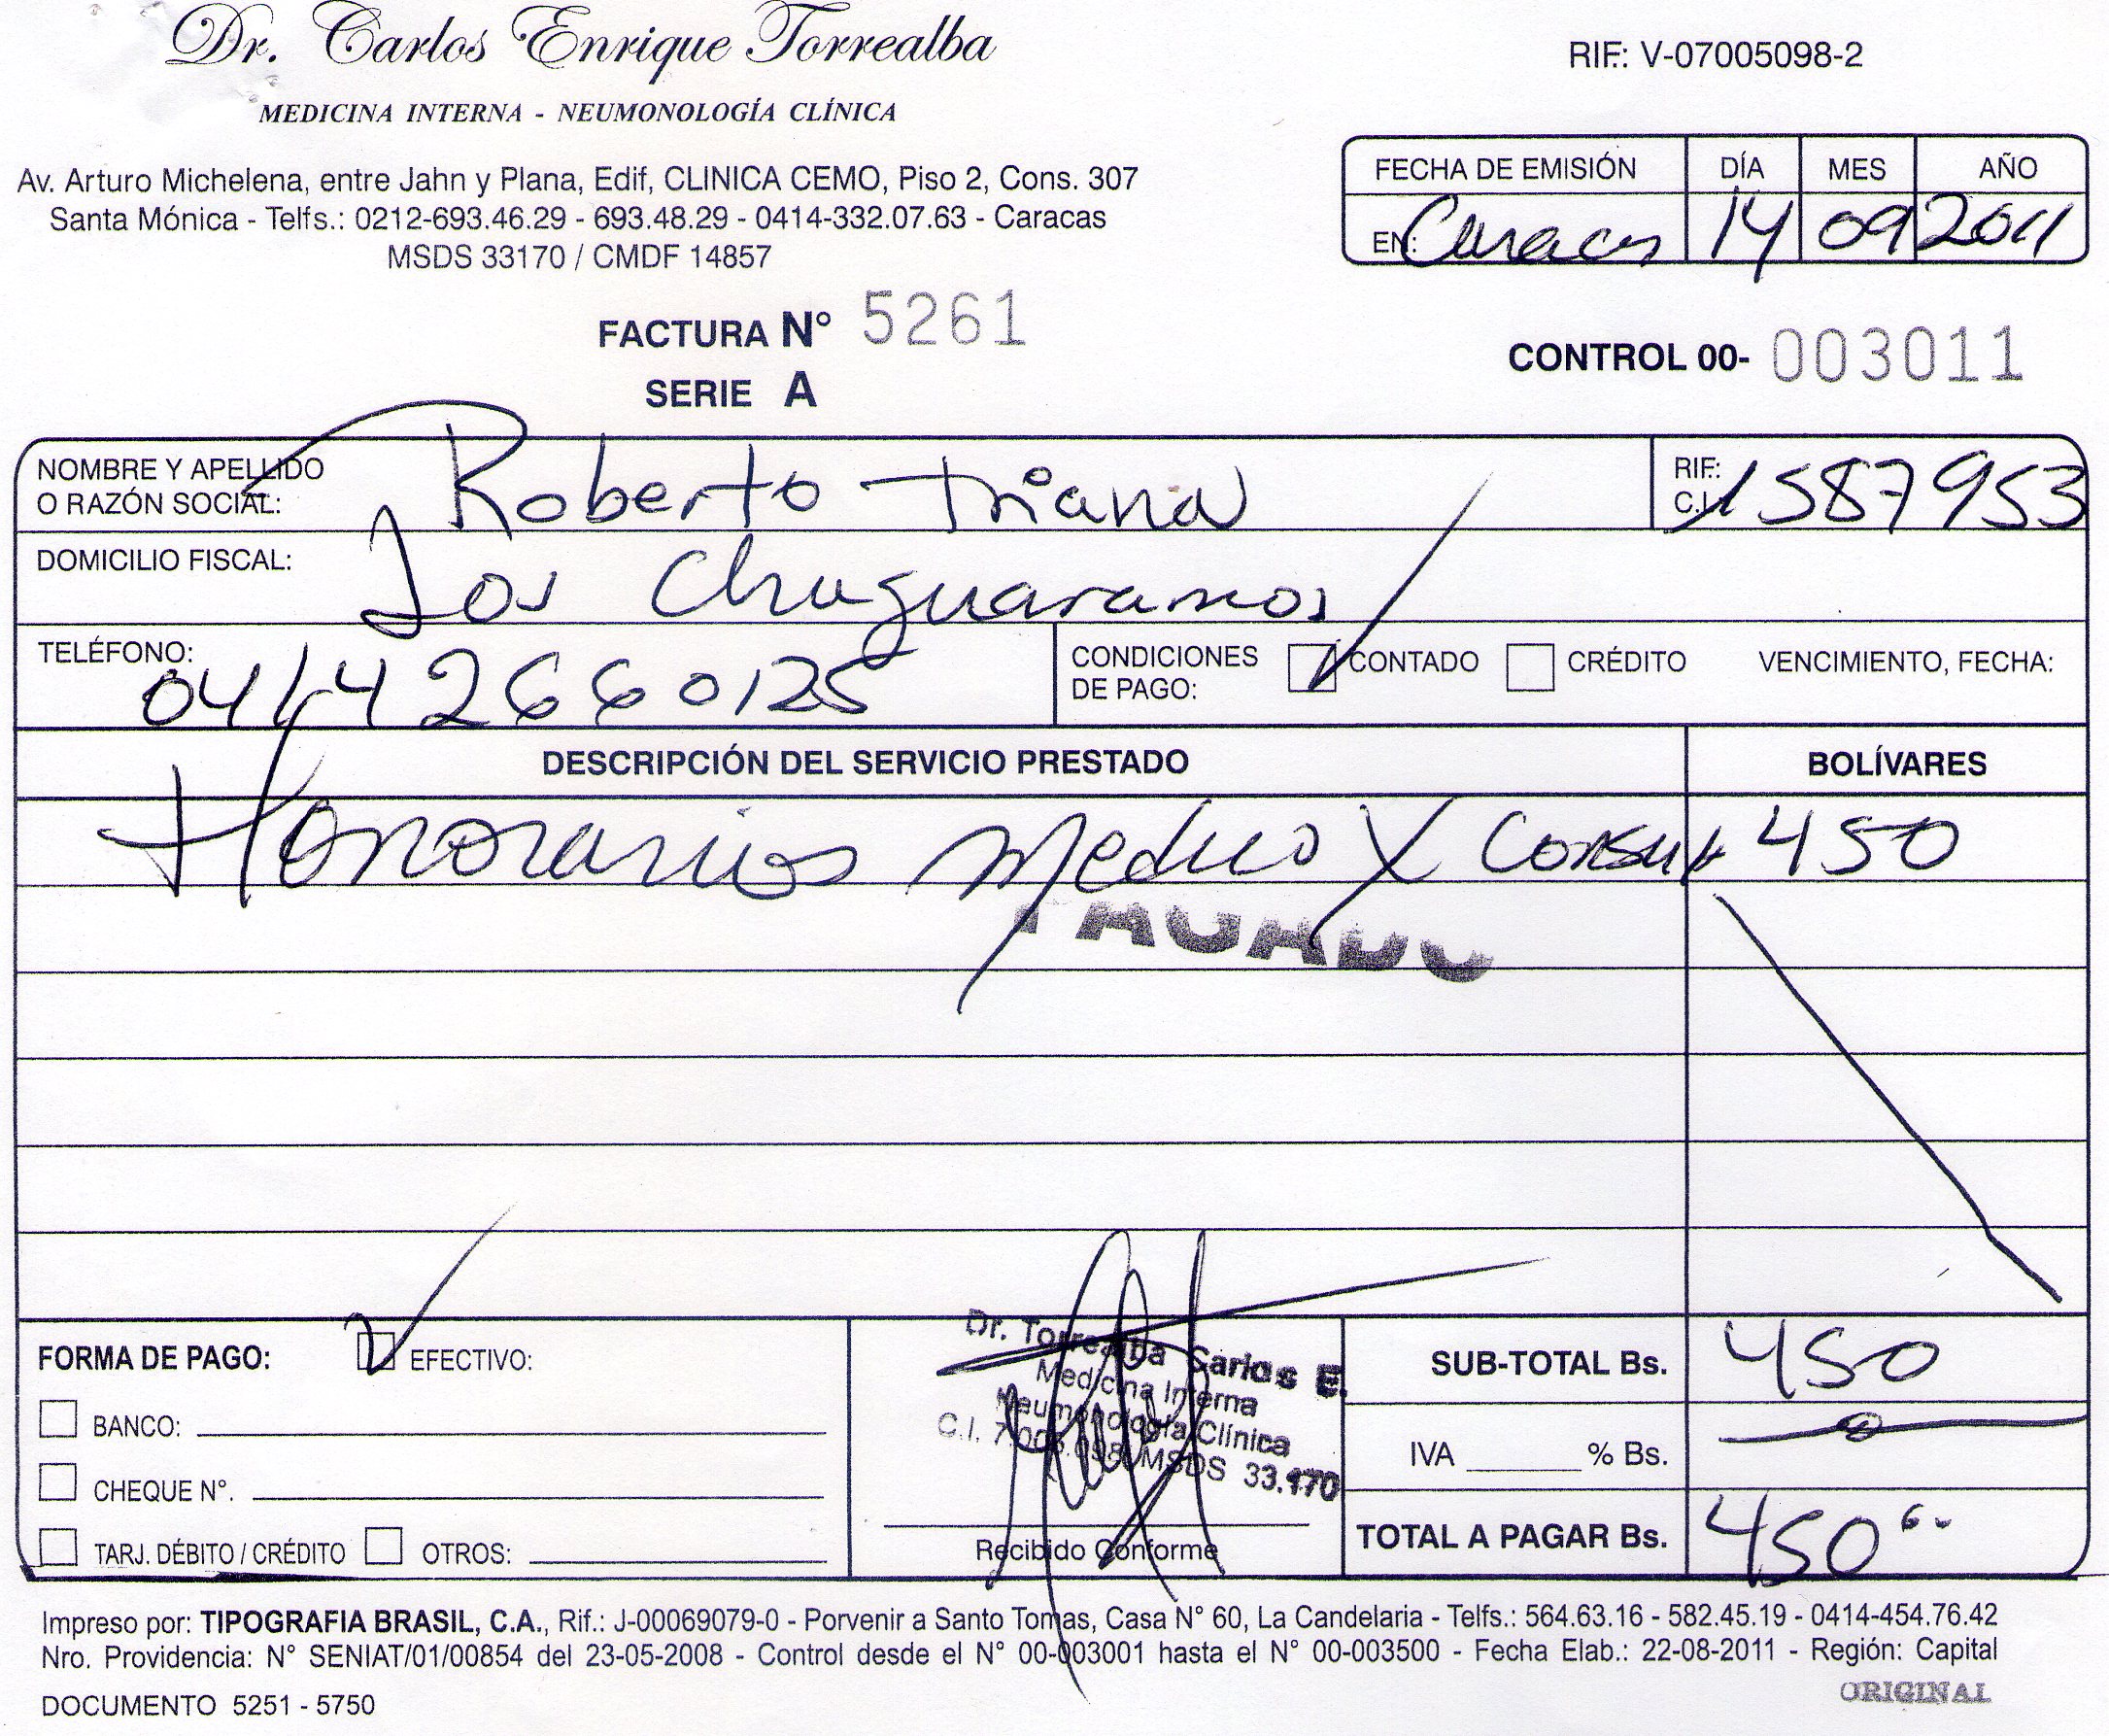 Dr. Carlos Enrique Torrealba
MEDICINA INTERNA - NEUMONOLOGÍA CLÍNICA
Av. Arturo Michelena, entre Jahn y Plana, Edif, CLINICA CEMO, Piso 2, Cons. 307
Santa Mónica - Telfs.: 0212-693.46.29 - 693.48.29 - 0414-332.07.63 - Caracas
MSDS 33170 / CMDF 14857
RIF: V-07005098-2
FECHA DE EMISIÓN DÍA MES AÑO
EN: Caracas 14 09 2011
FACTURA N° 5261
SERIE A
CONTROL 00- 003011
NOMBRE Y APELLIDO
O RAZÓN SOCIAL: Roberto Triana
RIF:
C.I.: 1587953
DOMICILIO FISCAL: Los Chaguaramos
TELÉFONO: 0414 2660125
CONDICIONES
DE PAGO: CONTADO CRÉDITO VENCIMIENTO, FECHA:
DESCRIPCIÓN DEL SERVICIO PRESTADO BOLÍVARES
Honorarios Medico X Consult 450
PAGADO
FORMA DE PAGO: EFECTIVO:
BANCO:
CHEQUE N°.
TARJ. DÉBITO / CRÉDITO OTROS:
Dr. Torrealba Carlos E.
Medicina Interna
Neumonología Clínica
C.I. 7.005.098 MSDS 33.170
Recibido Conforme
SUB-TOTAL Bs. 450
IVA % Bs.
TOTAL A PAGAR Bs. 450
Impreso por: TIPOGRAFIA BRASIL, C.A., Rif.: J-00069079-0 - Porvenir a Santo Tomas, Casa N° 60, La Candelaria - Telfs.: 564.63.16 - 582.45.19 - 0414-454.76.42
Nro. Providencia: N° SENIAT/01/00854 del 23-05-2008 - Control desde el N° 00-003001 hasta el N° 00-003500 - Fecha Elab.: 22-08-2011 - Región: Capital
DOCUMENTO 5251 - 5750
ORIGINAL